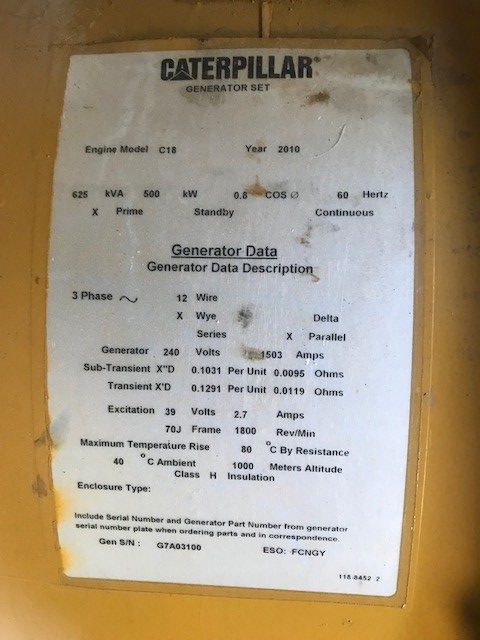 CATERPILLAR®
GENERATOR SET
Engine Model C18 Year 2010
625 kVA 500 kW 0.8 COS Ø 60 Hertz
X Prime Standby Continuous
Generator Data
Generator Data Description
3 Phase ~ 12 Wire
X Wye Delta
Series X Parallel
Generator 240 Volts 1503 Amps
Sub-Transient X"D 0.1031 Per Unit 0.0095 Ohms
Transient X'D 0.1291 Per Unit 0.0119 Ohms
Excitation 39 Volts 2.7 Amps
70J Frame 1800 Rev/Min
Maximum Temperature Rise 80 °C By Resistance
40 °C Ambient 1000 Meters Altitude
Class H Insulation
Enclosure Type:
Include Serial Number and Generator Part Number from generator
serial number plate when ordering parts and in correspondence.
Gen S/N : G7A03100 ESO: FCNGY
118-8452 2